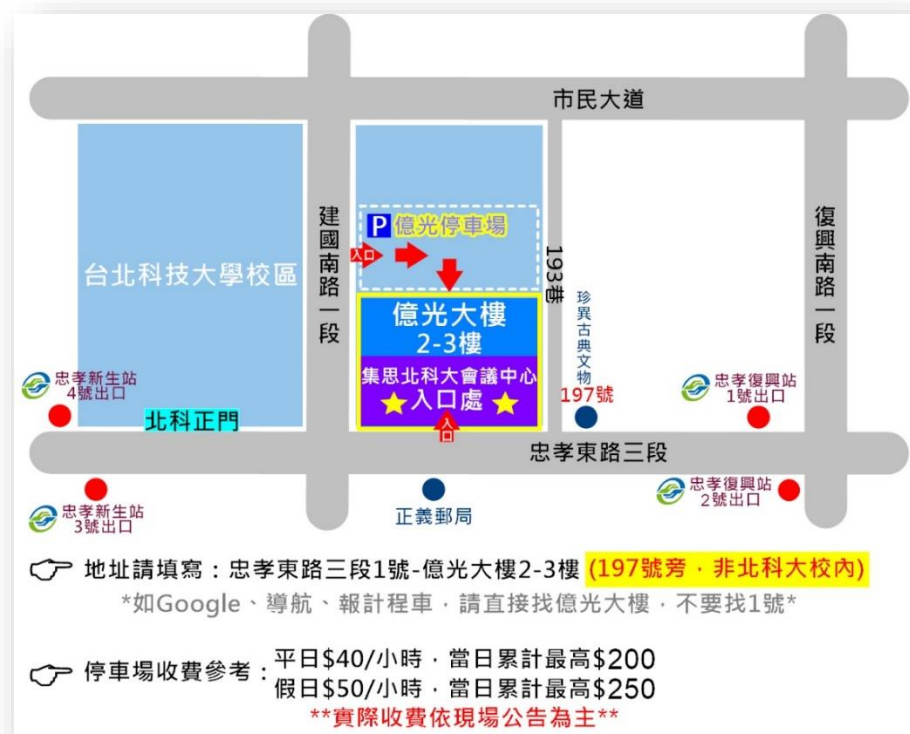 市民大道
建國南路一段
復興南路一段
P 億光停車場
入口
台北科技大學校區
193巷
億光大樓
2-3樓
珍異古典文物
197號
集思北科大會議中心
★入口處★
入口
忠孝新生站
4號出口
北科正門
忠孝復興站
1號出口
忠孝東路三段
忠孝新生站
3號出口
正義郵局
忠孝復興站
2號出口
地址請填寫：忠孝東路三段1號-億光大樓2-3樓 (197號旁，非北科大校內)
*如Google、導航、報計程車，請直接找億光大樓，不要找1號*
停車場收費參考：平日$40/小時，當日累計最高$200
假日$50/小時，當日累計最高$250
**實際收費依現場公告為主**